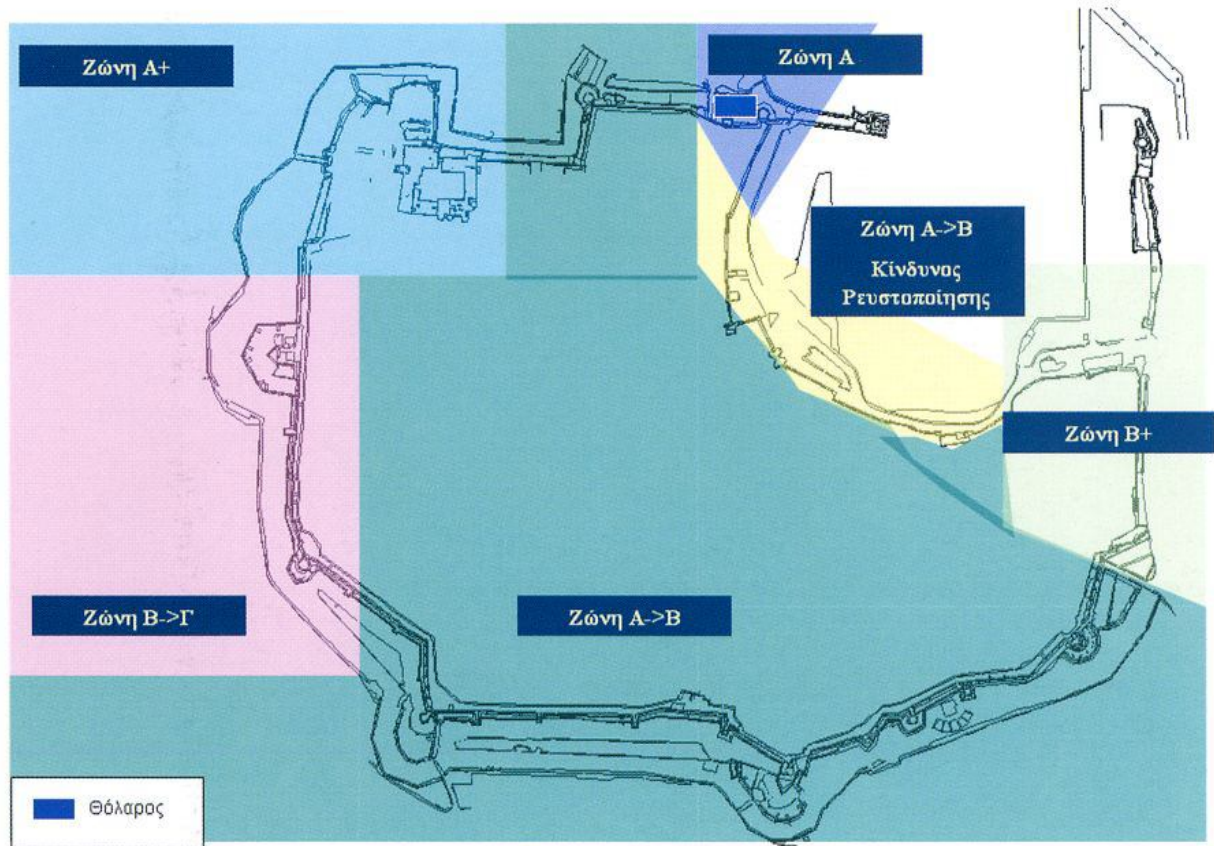 Ζώνη Α+
Ζώνη Α
Ζώνη Α->Β
Κίνδυνος
Ρευστοποίησης
Ζώνη Β+
Ζώνη Β->Γ
Ζώνη Α->Β
Θόλαρος